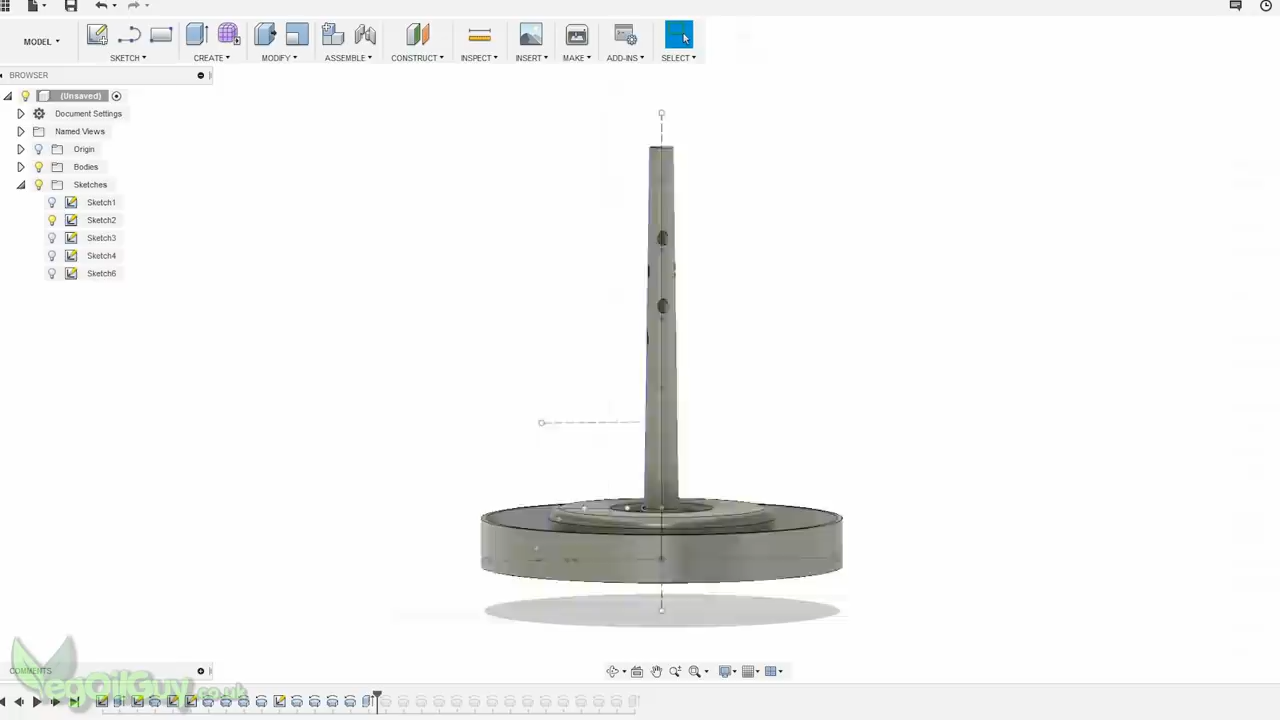 MODEL
SKETCH
CREATE
MODIFY
ASSEMBLE
CONSTRUCT
INSPECT
INSERT
MAKE
ADD-INS
SELECT
BROWSER
(Unsaved)
Document Settings
Named Views
Origin
Bodies
Sketches
Sketch1
Sketch2
Sketch3
Sketch4
Sketch6
COMMENTS
egOilGuy.co.uk